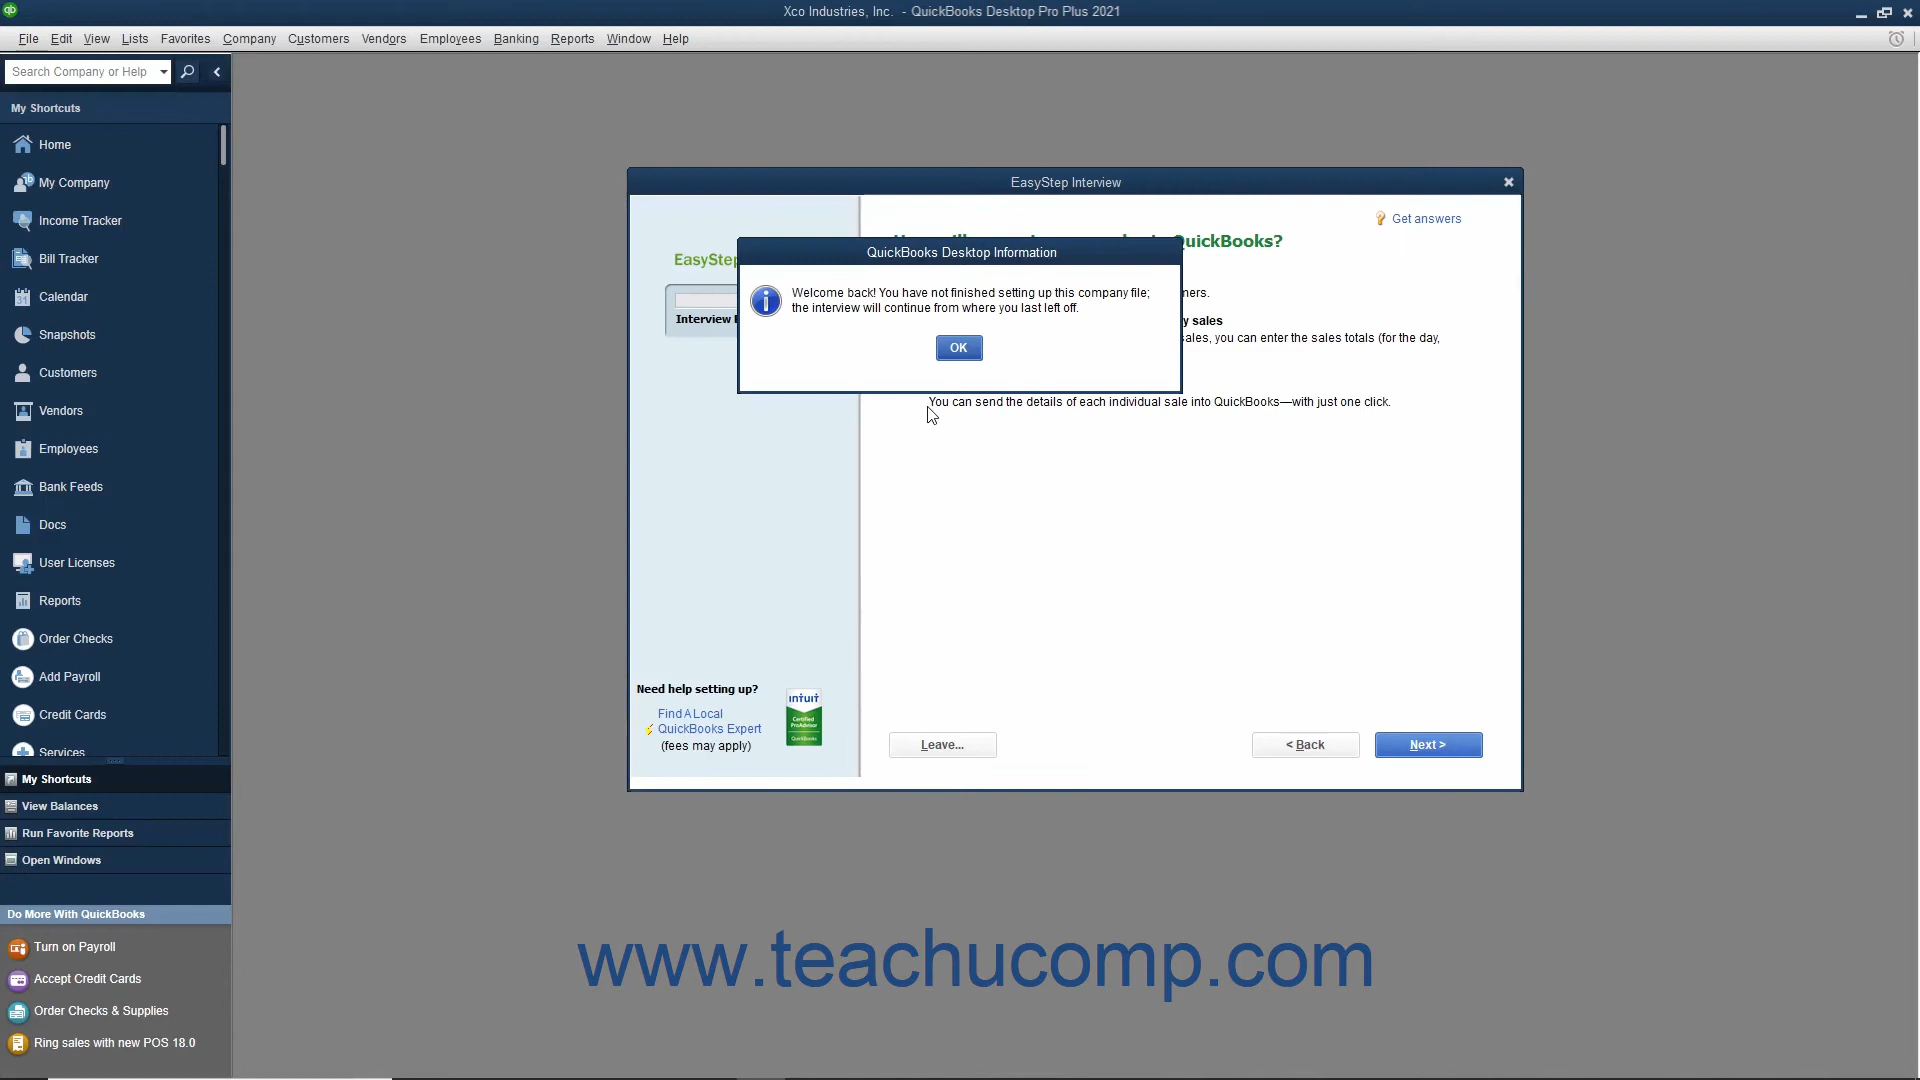 Xco Industries, Inc. - QuickBooks Desktop Pro Plus 2021
File Edit View Lists Favorites Company Customers Vendors Employees Banking Reports Window Help
Search Company or Help
My Shortcuts
Home
My Company
Income Tracker
Bill Tracker
Calendar
Snapshots
Customers
Vendors
Employees
Bank Feeds
Docs
User Licenses
Reports
Order Checks
Add Payroll
Credit Cards
Services
My Shortcuts
View Balances
Run Favorite Reports
Open Windows
Do More With QuickBooks
Turn on Payroll
Accept Credit Cards
Order Checks & Supplies
Ring sales with new POS 18.0
EasyStep Interview
Get answers
QuickBooks?
EasyStep
Interview
QuickBooks Desktop Information
Welcome back! You have not finished setting up this company file;
the interview will continue from where you last left off.
OK
sales
sales, you can enter the sales totals (for the day,
You can send the details of each individual sale into QuickBooks—with just one click.
Need help setting up?
Find A Local
QuickBooks Expert
(fees may apply)
intuit
Certified
ProAdvisor
QuickBooks
Leave...
< Back
Next >
www.teachucomp.com